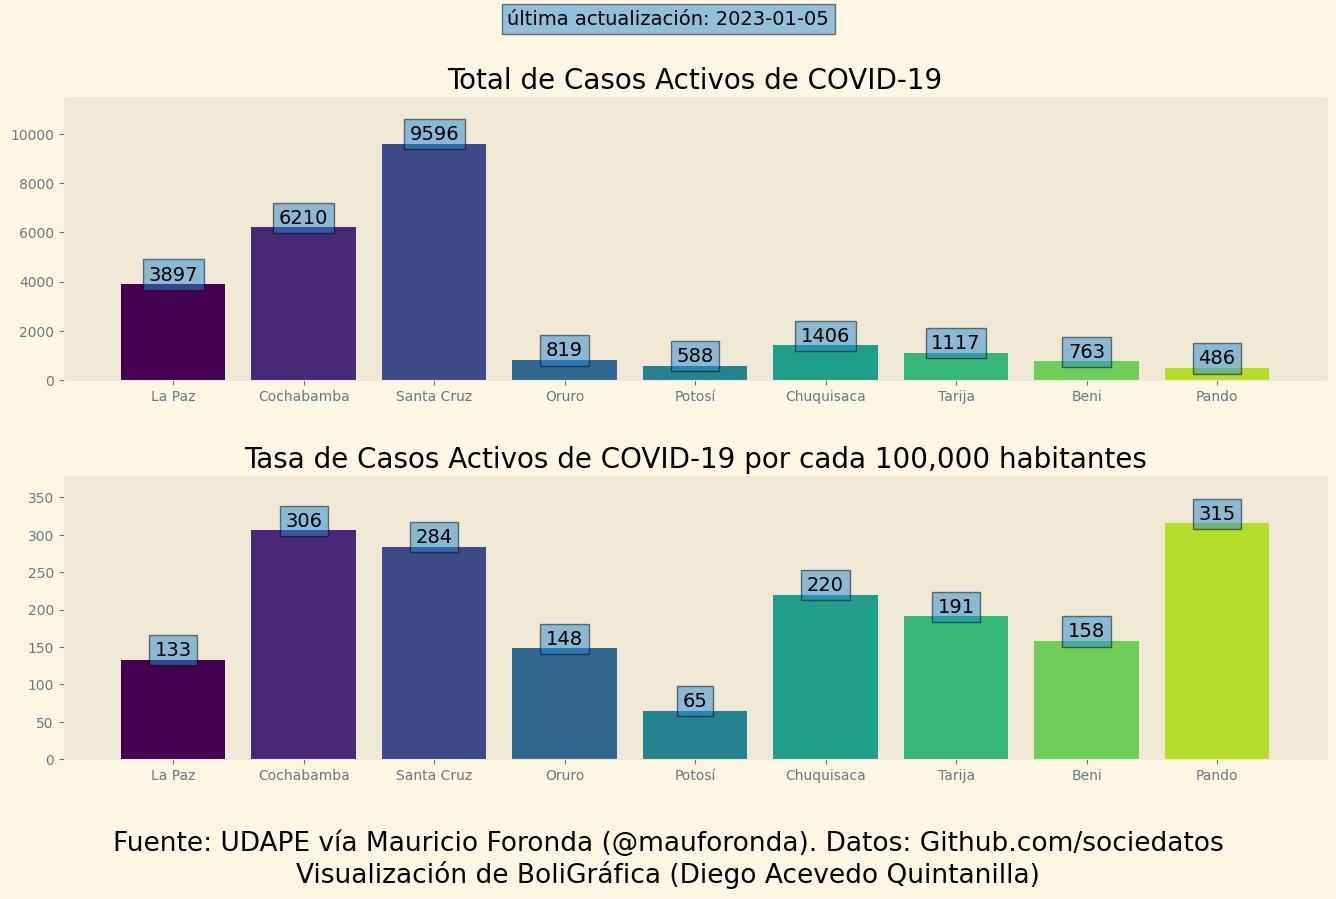 última actualización: 2023-01-05
Total de Casos Activos de COVID-19
10000
8000
6000
4000
2000
0
3897
6210
9596
819
588
1406
1117
763
486
La Paz
Cochabamba
Santa Cruz
Oruro
Potosí
Chuquisaca
Tarija
Beni
Pando
Tasa de Casos Activos de COVID-19 por cada 100,000 habitantes
350
300
250
200
150
100
50
0
133
306
284
148
65
220
191
158
315
La Paz
Cochabamba
Santa Cruz
Oruro
Potosí
Chuquisaca
Tarija
Beni
Pando
Fuente: UDAPE vía Mauricio Foronda (@mauforonda). Datos: Github.com/sociedatos
Visualización de BoliGráfica (Diego Acevedo Quintanilla)